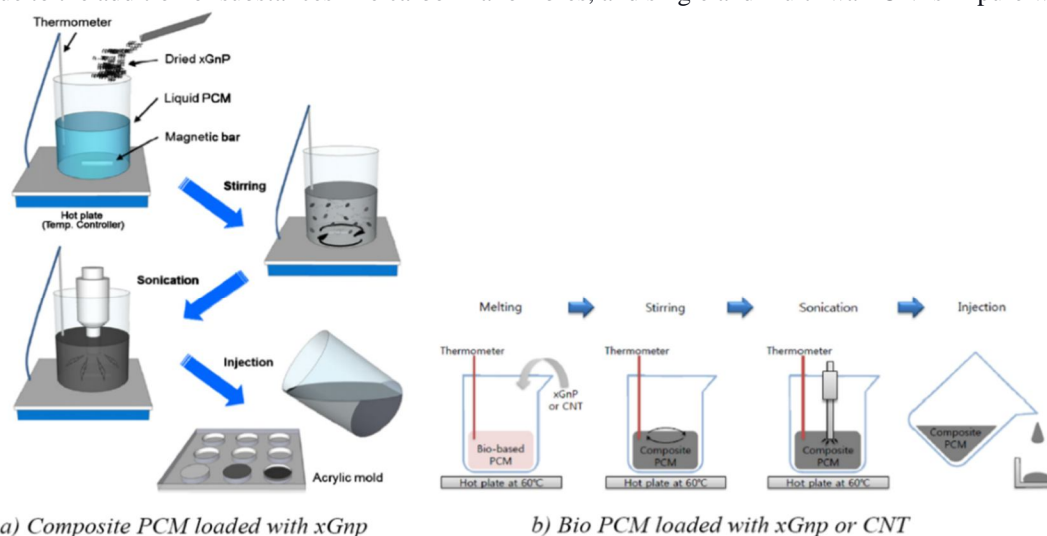 Thermometer
Dried xGnP
Liquid PCM
Magnetic bar
Hot plate
(Temp. Controller)
Stirring
Sonication
Injection
Acrylic mold
a) Composite PCM loaded with xGnp
Melting
Stirring
Sonication
Injection
Thermometer
Thermometer
Thermometer
xGnP
or CNT
Bio-based
PCM
Composite
PCM
Composite
PCM
Composite
PCM
Hot plate at 60℃
Hot plate at 60℃
Hot plate at 60℃
b) Bio PCM loaded with xGnp or CNT